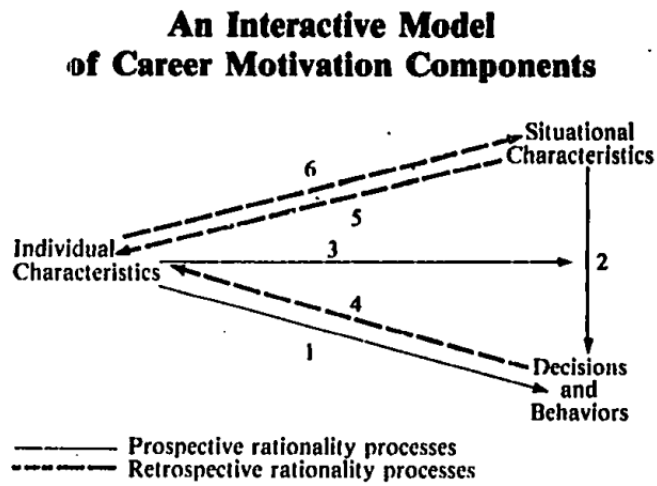 An Interactive Model
of Career Motivation Components
Situational
Characteristics
6
5
Individual
Characteristics
3
2
4
1
Decisions
and
Behaviors
Prospective rationality processes
Retrospective rationality processes